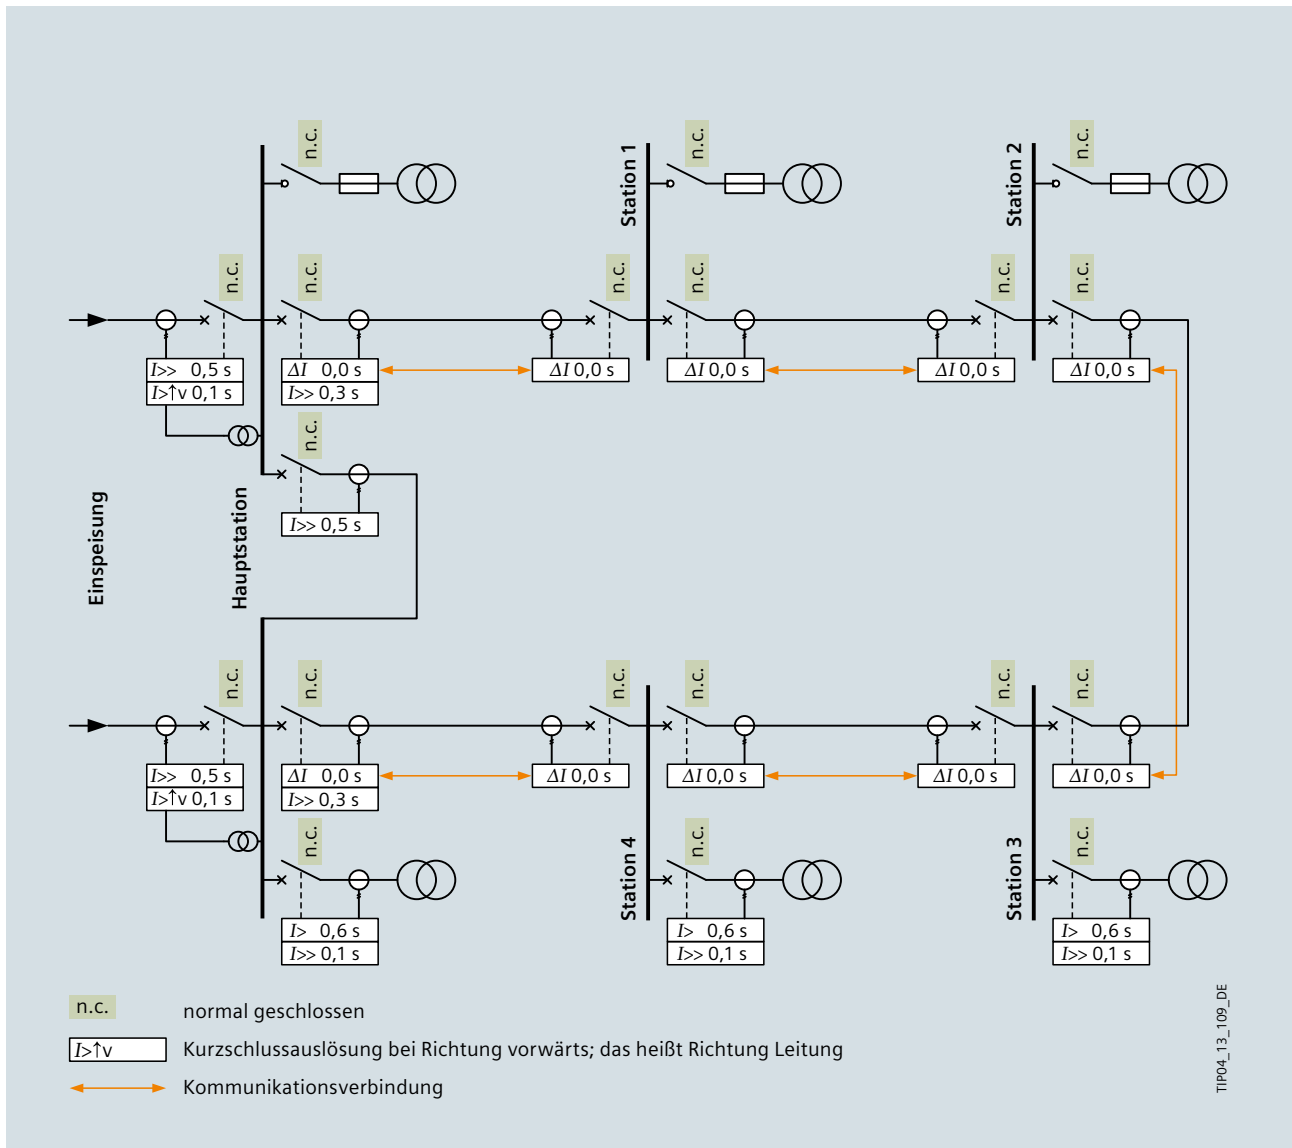 n.c.
n.c.
n.c.
Station 1
Station 2
n.c.
n.c.
n.c.
n.c.
n.c.
n.c.
I>> 0,5 s
I>↑v 0,1 s
ΔI 0,0 s
I>> 0,3 s
ΔI 0,0 s
ΔI 0,0 s
ΔI 0,0 s
ΔI 0,0 s
n.c.
I>> 0,5 s
Einspeisung
Hauptstation
n.c.
n.c.
n.c.
n.c.
n.c.
n.c.
I>> 0,5 s
I>↑v 0,1 s
ΔI 0,0 s
I>> 0,3 s
ΔI 0,0 s
ΔI 0,0 s
ΔI 0,0 s
ΔI 0,0 s
n.c.
n.c.
n.c.
Station 4
Station 3
I> 0,6 s
I>> 0,1 s
I> 0,6 s
I>> 0,1 s
I> 0,6 s
I>> 0,1 s
n.c. normal geschlossen
I>↑v Kurzschlussauslösung bei Richtung vorwärts; das heißt Richtung Leitung
Kommunikationsverbindung
TIP04_13_109_DE